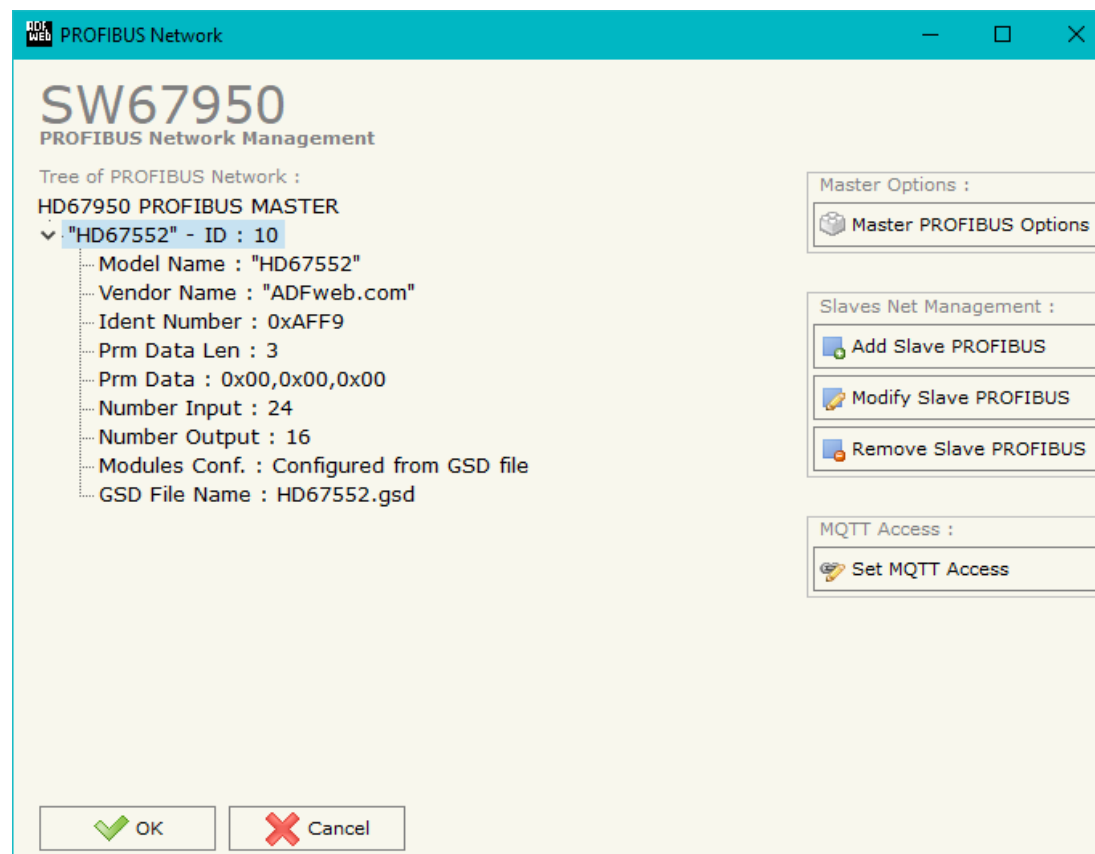 ADF WEB PROFIBUS Network
SW67950
PROFIBUS Network Management
Tree of PROFIBUS Network :
HD67950 PROFIBUS MASTER
"HD67552" - ID : 10
Model Name : "HD67552"
Vendor Name : "ADFweb.com"
Ident Number : 0xAFF9
Prm Data Len : 3
Prm Data : 0x00,0x00,0x00
Number Input : 24
Number Output : 16
Modules Conf. : Configured from GSD file
GSD File Name : HD67552.gsd
Master Options :
Master PROFIBUS Options
Slaves Net Management :
Add Slave PROFIBUS
Modify Slave PROFIBUS
Remove Slave PROFIBUS
MQTT Access :
Set MQTT Access
OK
Cancel